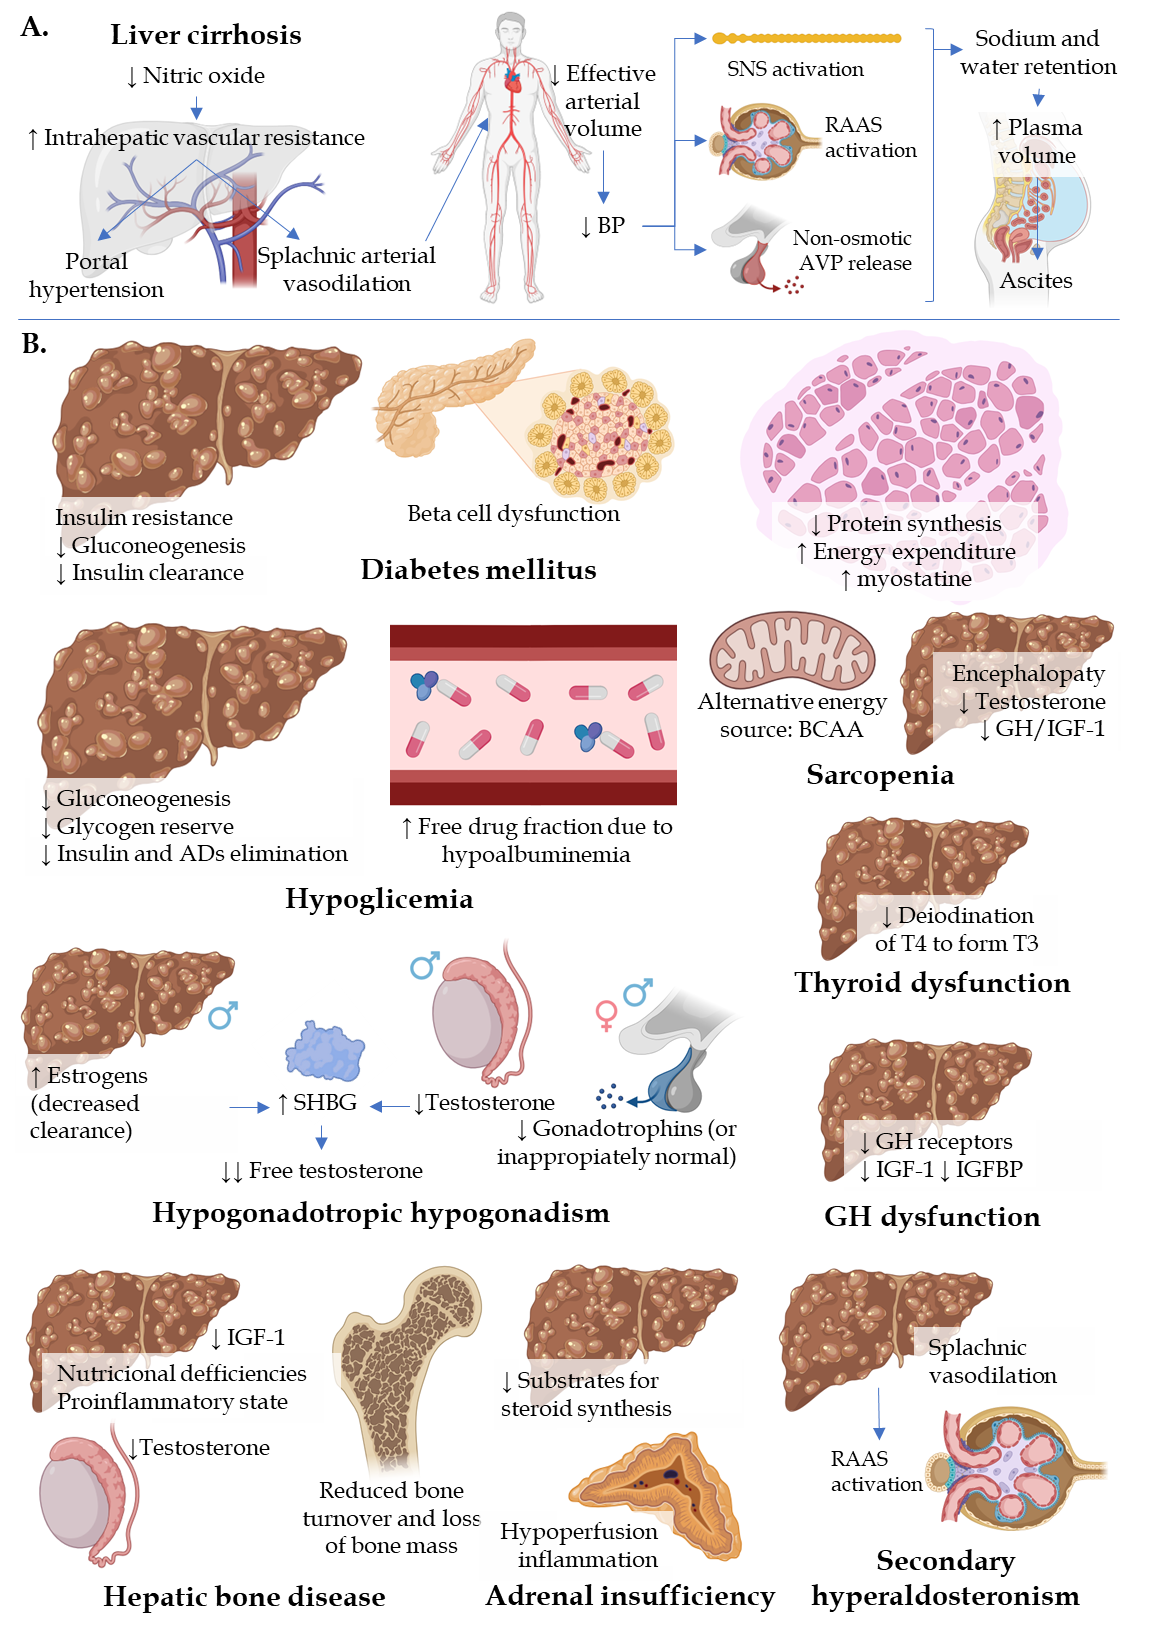 A.
Liver cirrhosis
↓ Nitric oxide
↑ Intrahepatic vascular resistance
Portal
hypertension
Splachnic arterial
vasodilation
↓ Effective
arterial
volume
↓ BP
SNS activation
RAAS
activation
Non-osmotic
AVP release
Sodium and
water retention
↑ Plasma
volume
Ascites
B.
Insulin resistance
↓ Gluconeogenesis
↓ Insulin clearance
Beta cell dysfunction
Diabetes mellitus
↓ Protein synthesis
↑ Energy expenditure
↑ myostatine
Alternative energy
source: BCAA
Encephalopaty
↓ Testosterone
↓ GH/IGF-1
Sarcopenia
↓ Gluconeogenesis
↓ Glycogen reserve
↓ Insulin and ADs elimination
↑ Free drug fraction due to
hypoalbuminemia
Hypoglicemia
↓ Deiodination
of T4 to form T3
Thyroid dysfunction
↑ Estrogens
(decreased
clearance)
↑ SHBG
↓Testosterone
↓↓ Free testosterone
↓ Gonadotrophins (or
inappropiately normal)
Hypogonadotropic hypogonadism
↓ GH receptors
↓ IGF-1 ↓ IGFBP
GH dysfunction
↓ IGF-1
Nutricional defficiencies
Proinflammatory state
↓Testosterone
Reduced bone
turnover and loss
of bone mass
Hepatic bone disease
↓ Substrates for
steroid synthesis
Hypoperfusion
inflammation
Adrenal insufficiency
Splachnic
vasodilation
RAAS
activation
Secondary
hyperaldosteronism